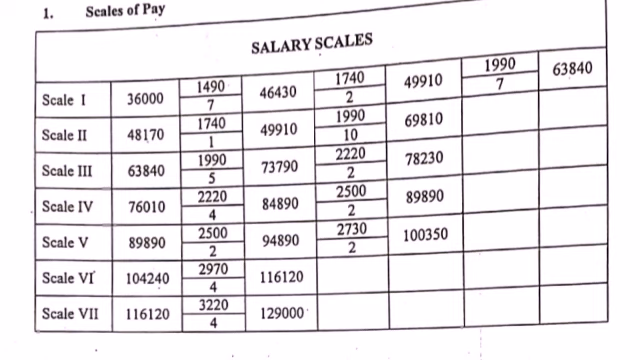 1. Scales of Pay
SALARY SCALES
Scale I 36000 1490/7 46430 1740/2 49910 1990/7 63840
Scale II 48170 1740/1 49910 1990/10 69810
Scale III 63840 1990/5 73790 2220/2 78230
Scale IV 76010 2220/4 84890 2500/2 89890
Scale V 89890 2500/2 94890 2730/2 100350
Scale VI 104240 2970/4 116120
Scale VII 116120 3220/4 129000